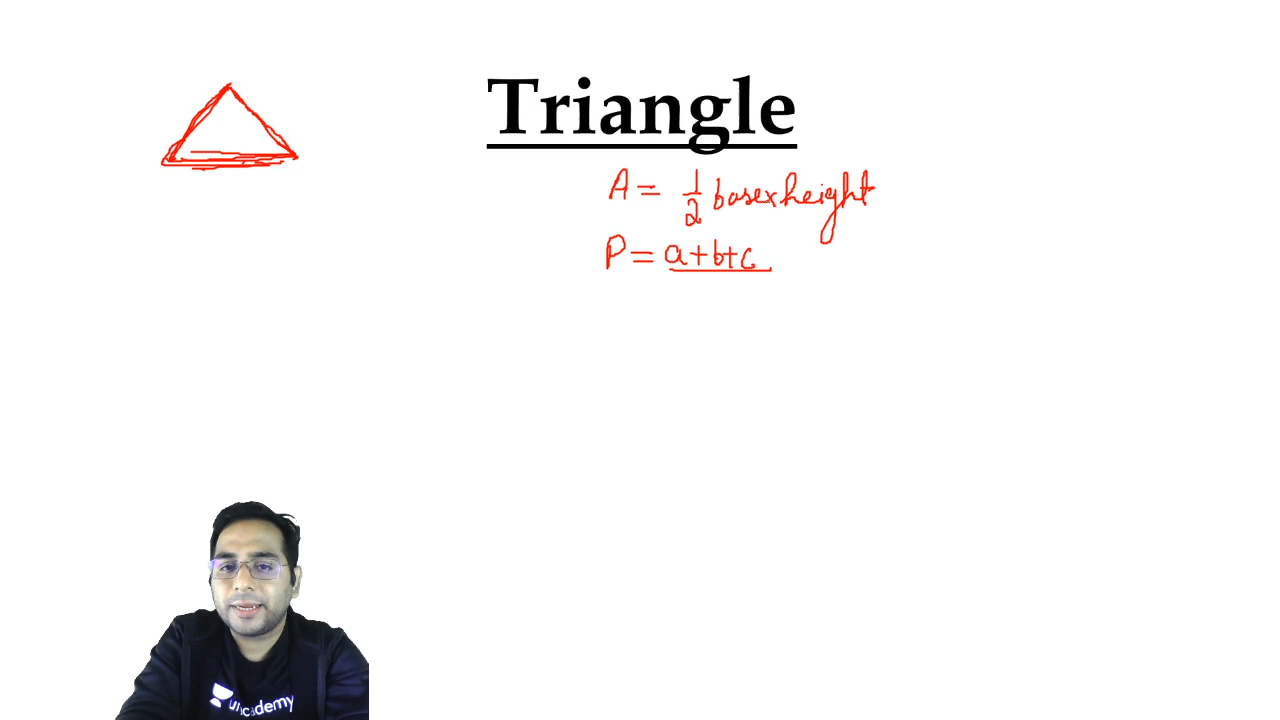 Triangle
A = 1/2 base×height
P = a+b+c
unacademy